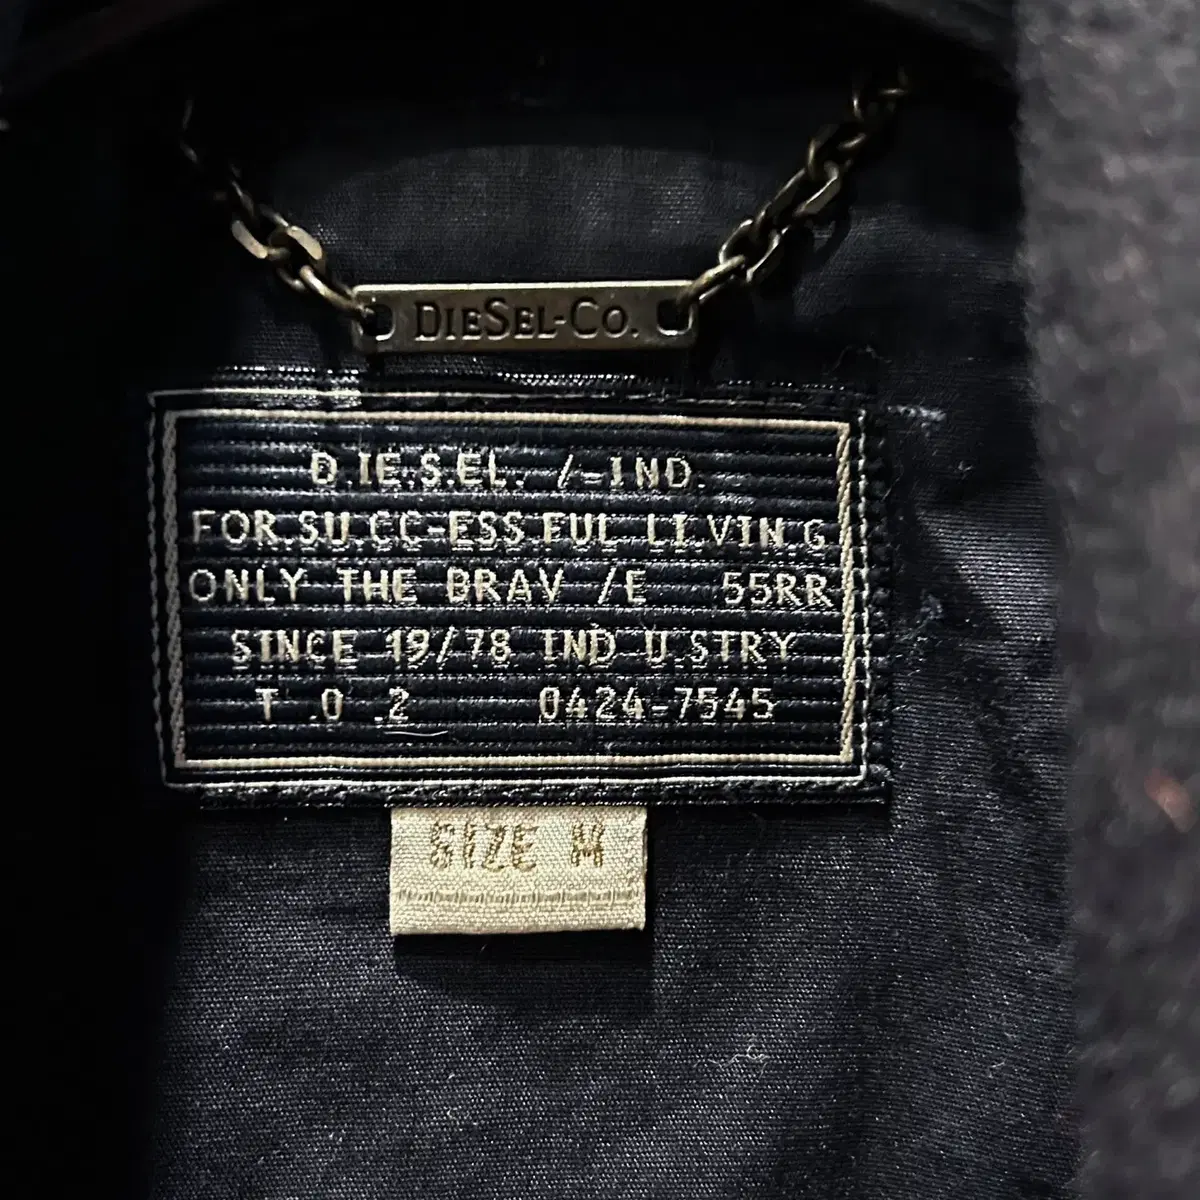 DIESEL-CO.
D.IE.S.EL. /-IND.
FOR.SU.CC-ESS.FUL LI.VIN.G
ONLY THE BRAV /E 55RR
SINCE 19/78 IND U.STRY
T .0 .2 0424-7545
SIZE M